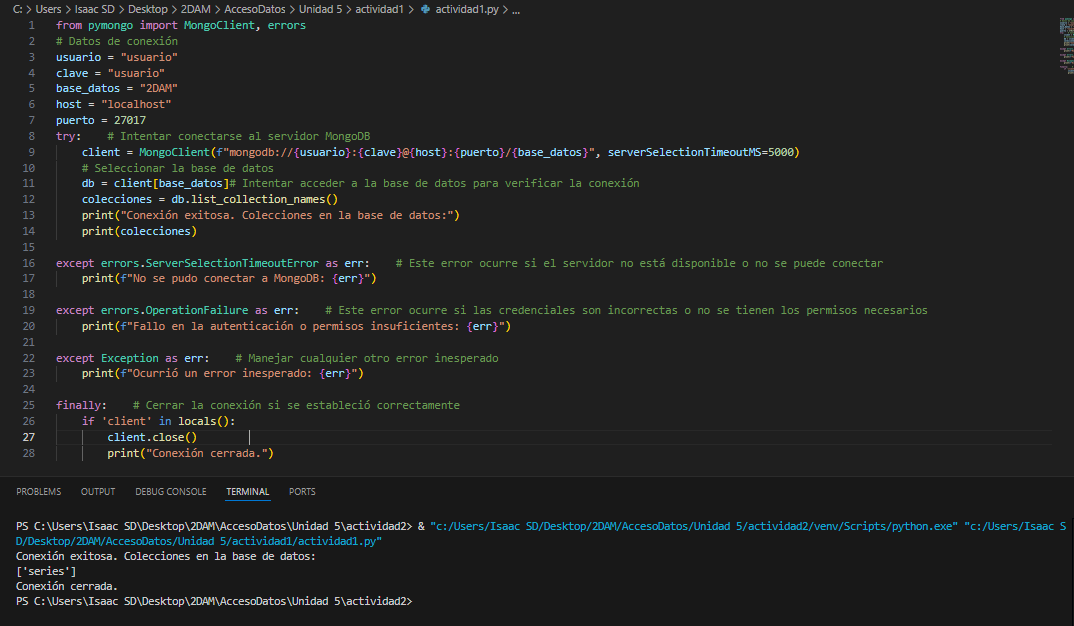 C: > Users > Isaac SD > Desktop > 2DAM > AccesoDatos > Unidad 5 > actividad1 > actividad1.py > ...
1 from pymongo import MongoClient, errors
2 # Datos de conexión
3 usuario = "usuario"
4 clave = "usuario"
5 base_datos = "2DAM"
6 host = "localhost"
7 puerto = 27017
8 try:    # Intentar conectarse al servidor MongoDB
9     client = MongoClient(f"mongodb://{usuario}:{clave}@{host}:{puerto}/{base_datos}", serverSelectionTimeoutMS=5000)
10     # Seleccionar la base de datos
11     db = client[base_datos]# Intentar acceder a la base de datos para verificar la conexión
12     colecciones = db.list_collection_names()
13     print("Conexión exitosa. Colecciones en la base de datos:")
14     print(colecciones)
15
16 except errors.ServerSelectionTimeoutError as err:    # Este error ocurre si el servidor no está disponible o no se puede conectar
17     print(f"No se pudo conectar a MongoDB: {err}")
18
19 except errors.OperationFailure as err:    # Este error ocurre si las credenciales son incorrectas o no se tienen los permisos necesarios
20     print(f"Fallo en la autenticación o permisos insuficientes: {err}")
21
22 except Exception as err:    # Manejar cualquier otro error inesperado
23     print(f"Ocurrió un error inesperado: {err}")
24
25 finally:    # Cerrar la conexión si se estableció correctamente
26     if 'client' in locals():
27         client.close()
28         print("Conexión cerrada.")
PROBLEMS OUTPUT DEBUG CONSOLE TERMINAL PORTS
PS C:\Users\Isaac SD\Desktop\2DAM\AccesoDatos\Unidad 5\actividad2> & "c:/Users/Isaac SD/Desktop/2DAM/AccesoDatos/Unidad 5/actividad2/venv/Scripts/python.exe" "c:/Users/Isaac S
D/Desktop/2DAM/AccesoDatos/Unidad 5/actividad1/actividad1.py"
Conexión exitosa. Colecciones en la base de datos:
['series']
Conexión cerrada.
PS C:\Users\Isaac SD\Desktop\2DAM\AccesoDatos\Unidad 5\actividad2>